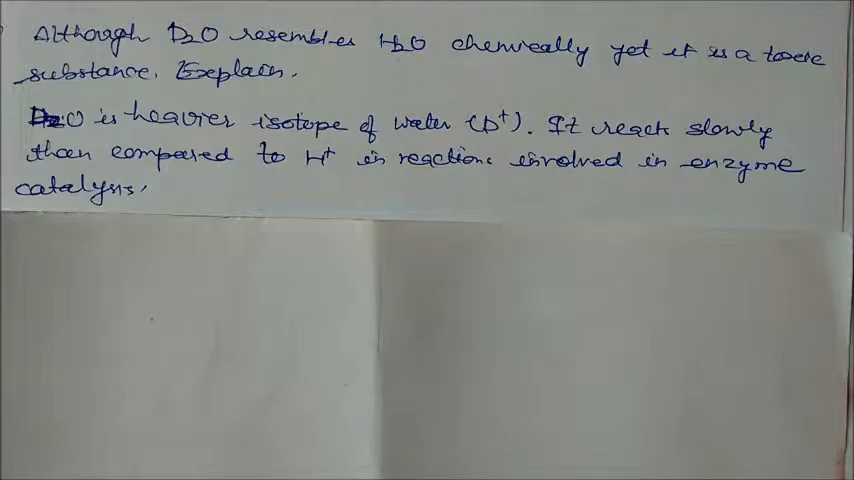 Although D2O resembles H2O chemically yet it is a toxic
substance. Explain.
D2O is heavier isotope of water (D+). It reacts slowly
than compared to H+ in reactions involved in enzyme
catalysis.